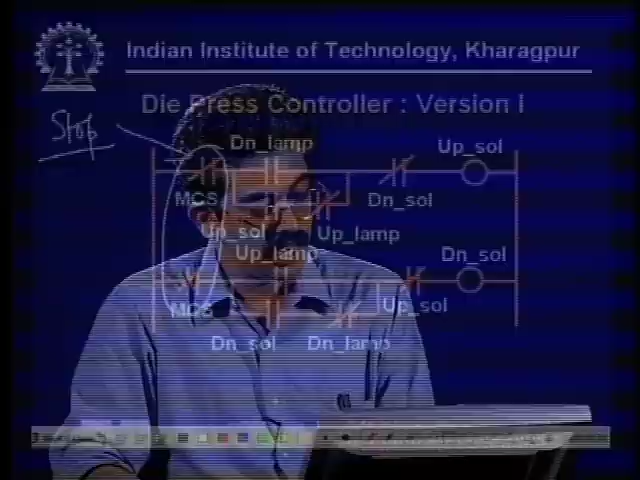 Indian Institute of Technology, Kharagpur
Die Press Controller : Version I
Stop
Dn_lamp
Up_sol
MCS
Dn_sol
Up_sol
Up_lamp
Up_lamp
Dn_sol
MCS
Up_sol
Dn_sol
Dn_lamp